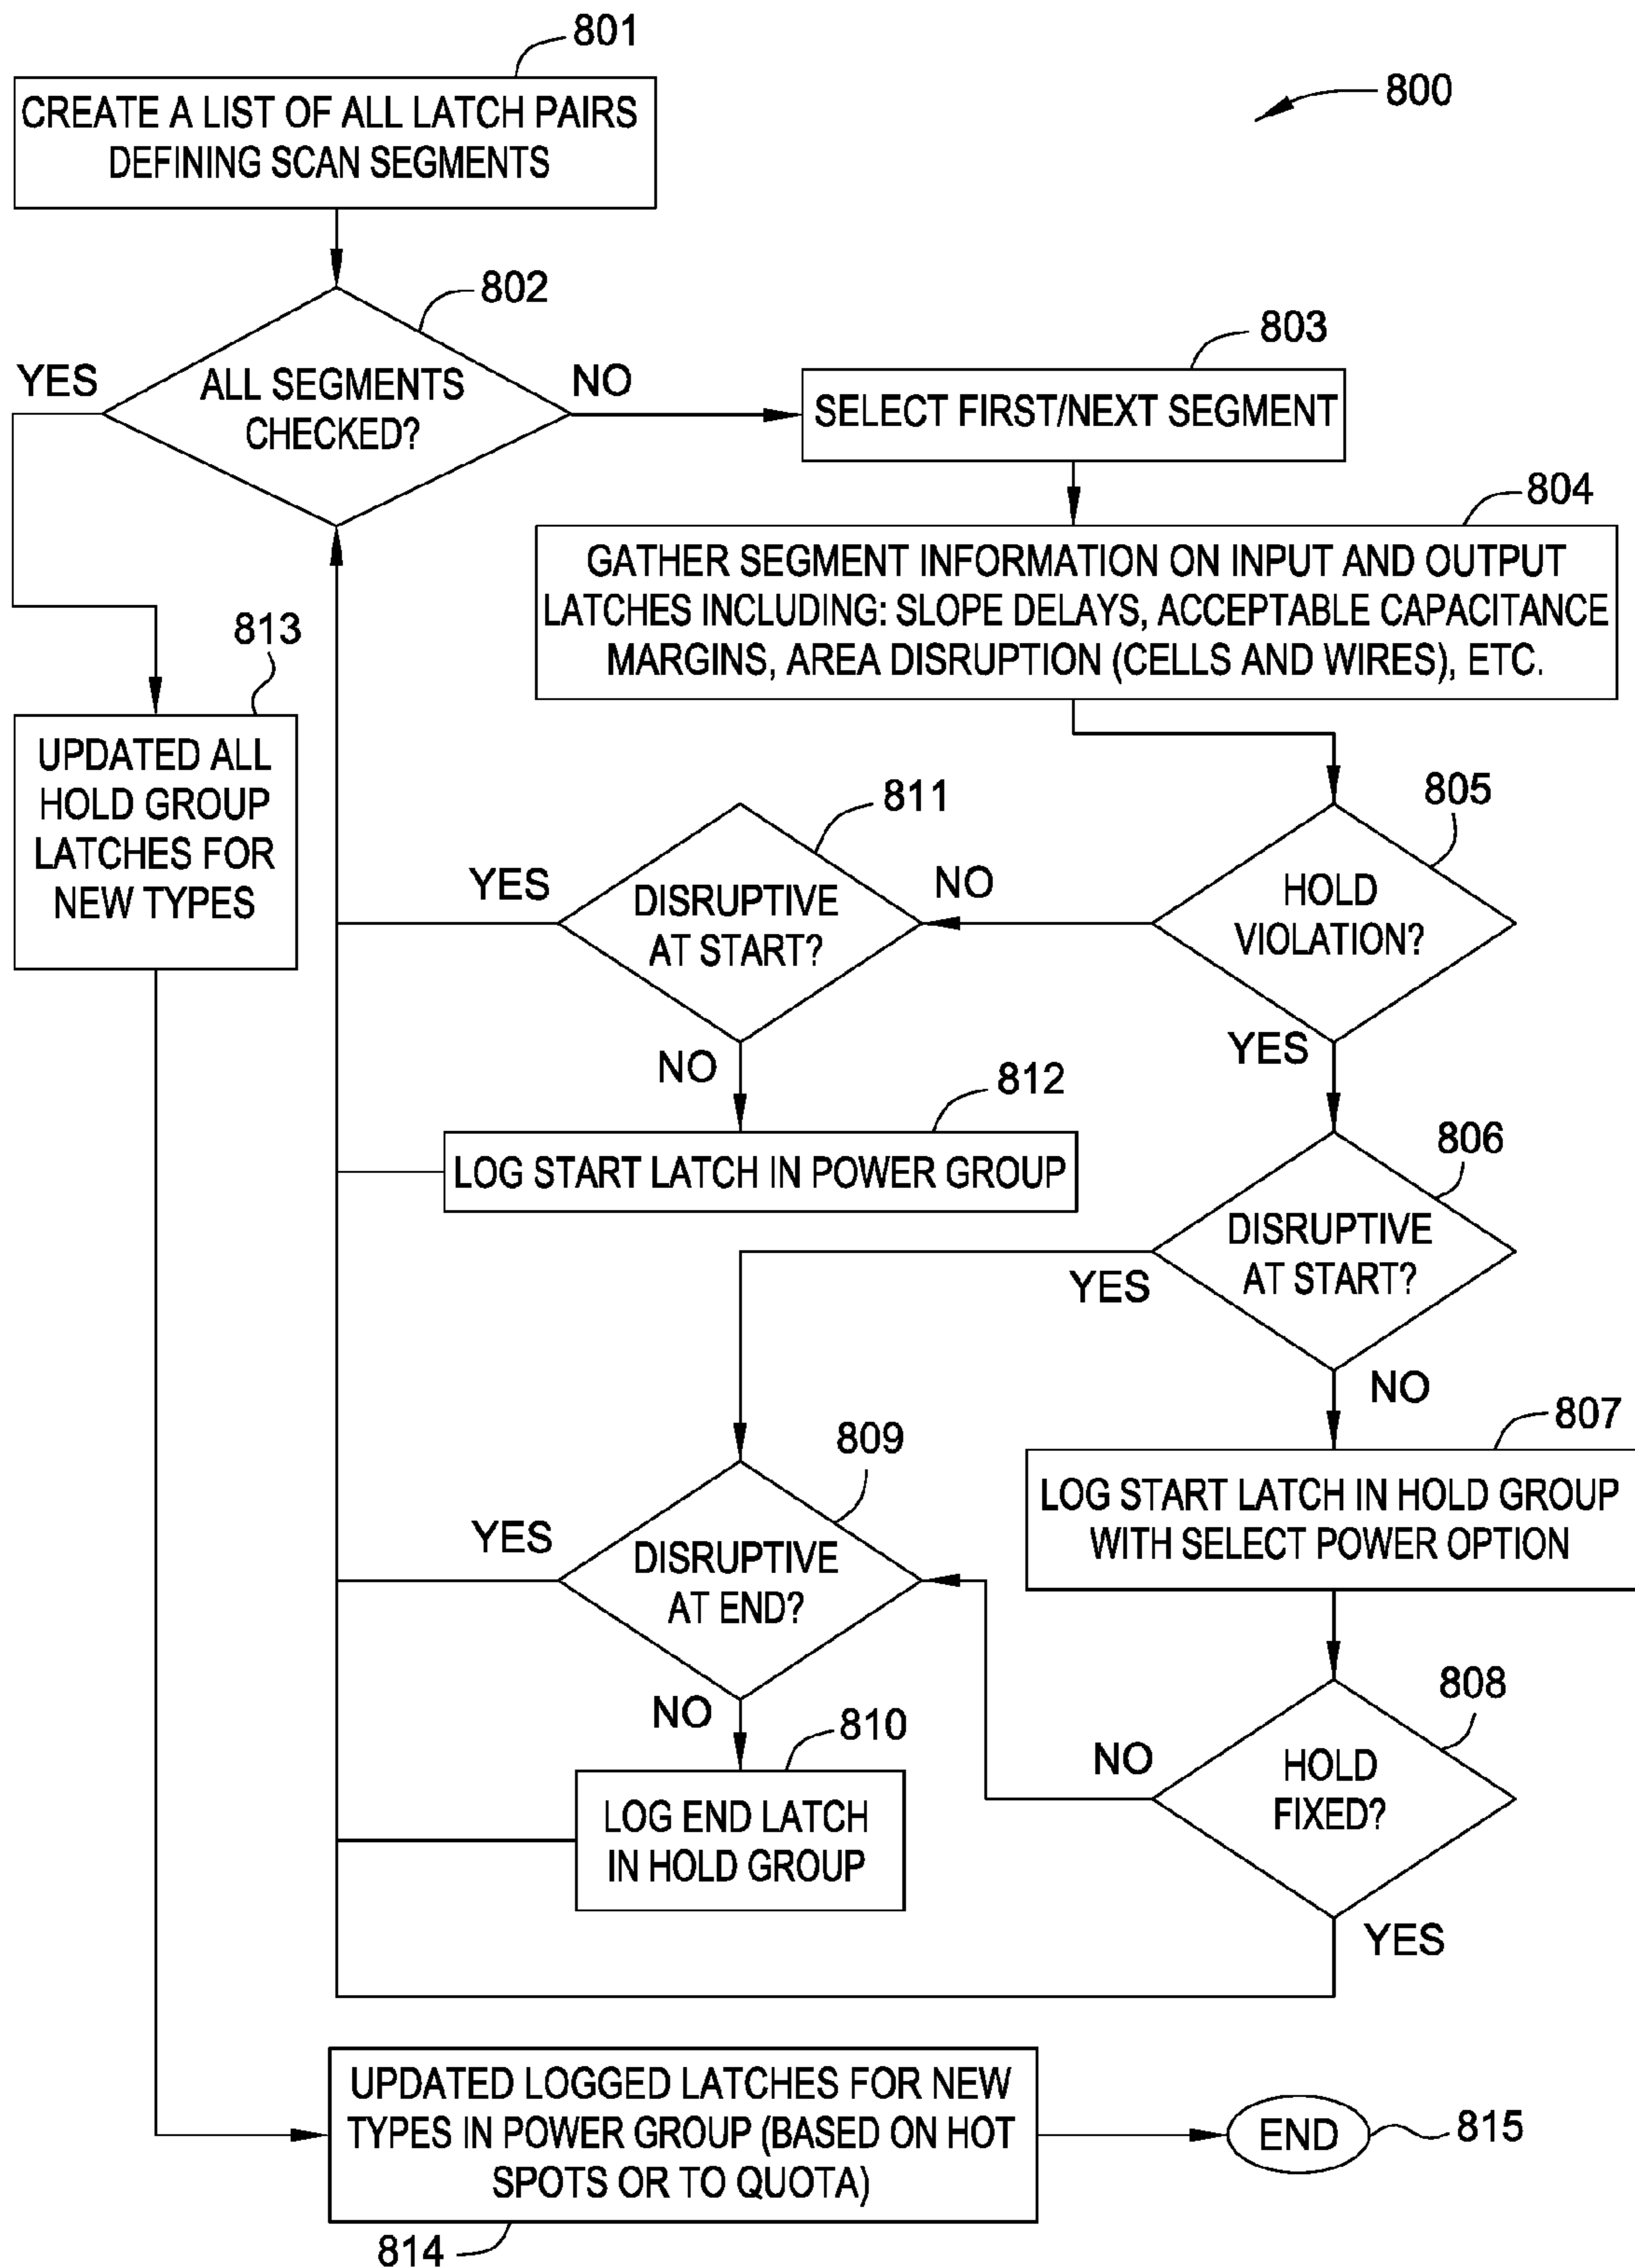 801
800
CREATE A LIST OF ALL LATCH PAIRS
DEFINING SCAN SEGMENTS
802
YES
ALL SEGMENTS
CHECKED?
NO
803
SELECT FIRST/NEXT SEGMENT
804
GATHER SEGMENT INFORMATION ON INPUT AND OUTPUT
LATCHES INCLUDING: SLOPE DELAYS, ACCEPTABLE CAPACITANCE
MARGINS, AREA DISRUPTION (CELLS AND WIRES), ETC.
813
UPDATED ALL
HOLD GROUP
LATCHES FOR
NEW TYPES
805
HOLD
VIOLATION?
NO
YES
811
DISRUPTIVE
AT START?
YES
NO
812
LOG START LATCH IN POWER GROUP
806
DISRUPTIVE
AT START?
YES
NO
807
LOG START LATCH IN HOLD GROUP
WITH SELECT POWER OPTION
809
DISRUPTIVE
AT END?
YES
NO
810
LOG END LATCH
IN HOLD GROUP
808
HOLD
FIXED?
NO
YES
UPDATED LOGGED LATCHES FOR NEW
TYPES IN POWER GROUP (BASED ON HOT
SPOTS OR TO QUOTA)
814
END
815